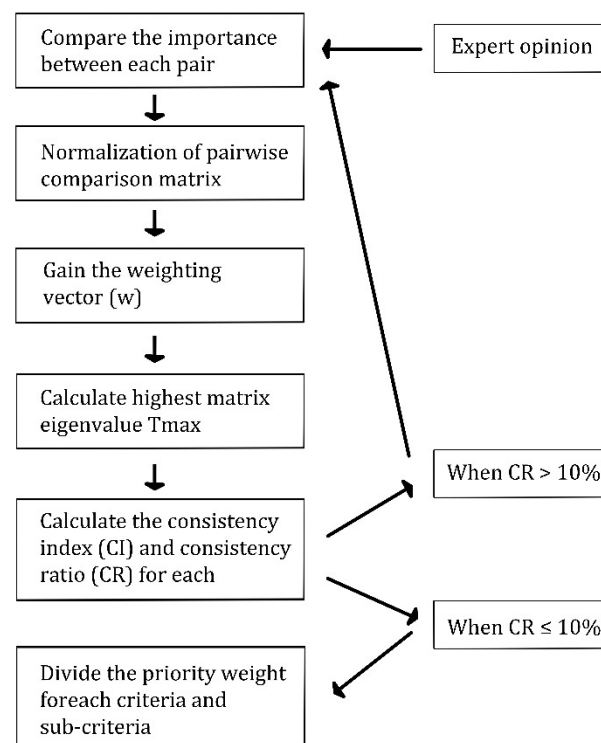 Compare the importance
between each pair
Expert opinion
Normalization of pairwise
comparison matrix
Gain the weighting
vector (w)
Calculate highest matrix
eigenvalue Tmax
When CR > 10%
Calculate the consistency
index (CI) and consistency
ratio (CR) for each
When CR ≤ 10%
Divide the priority weight
foreach criteria and
sub-criteria